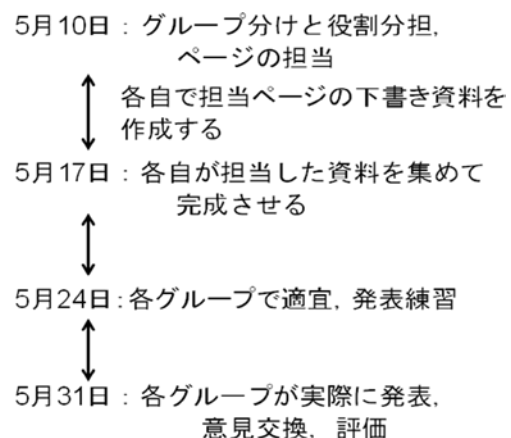 5月10日：グループ分けと役割分担，
ページの担当
各自で担当ページの下書き資料を
作成する
5月17日：各自が担当した資料を集めて
完成させる
5月24日：各グループで適宜，発表練習
5月31日：各グループが実際に発表，
意見交換，評価